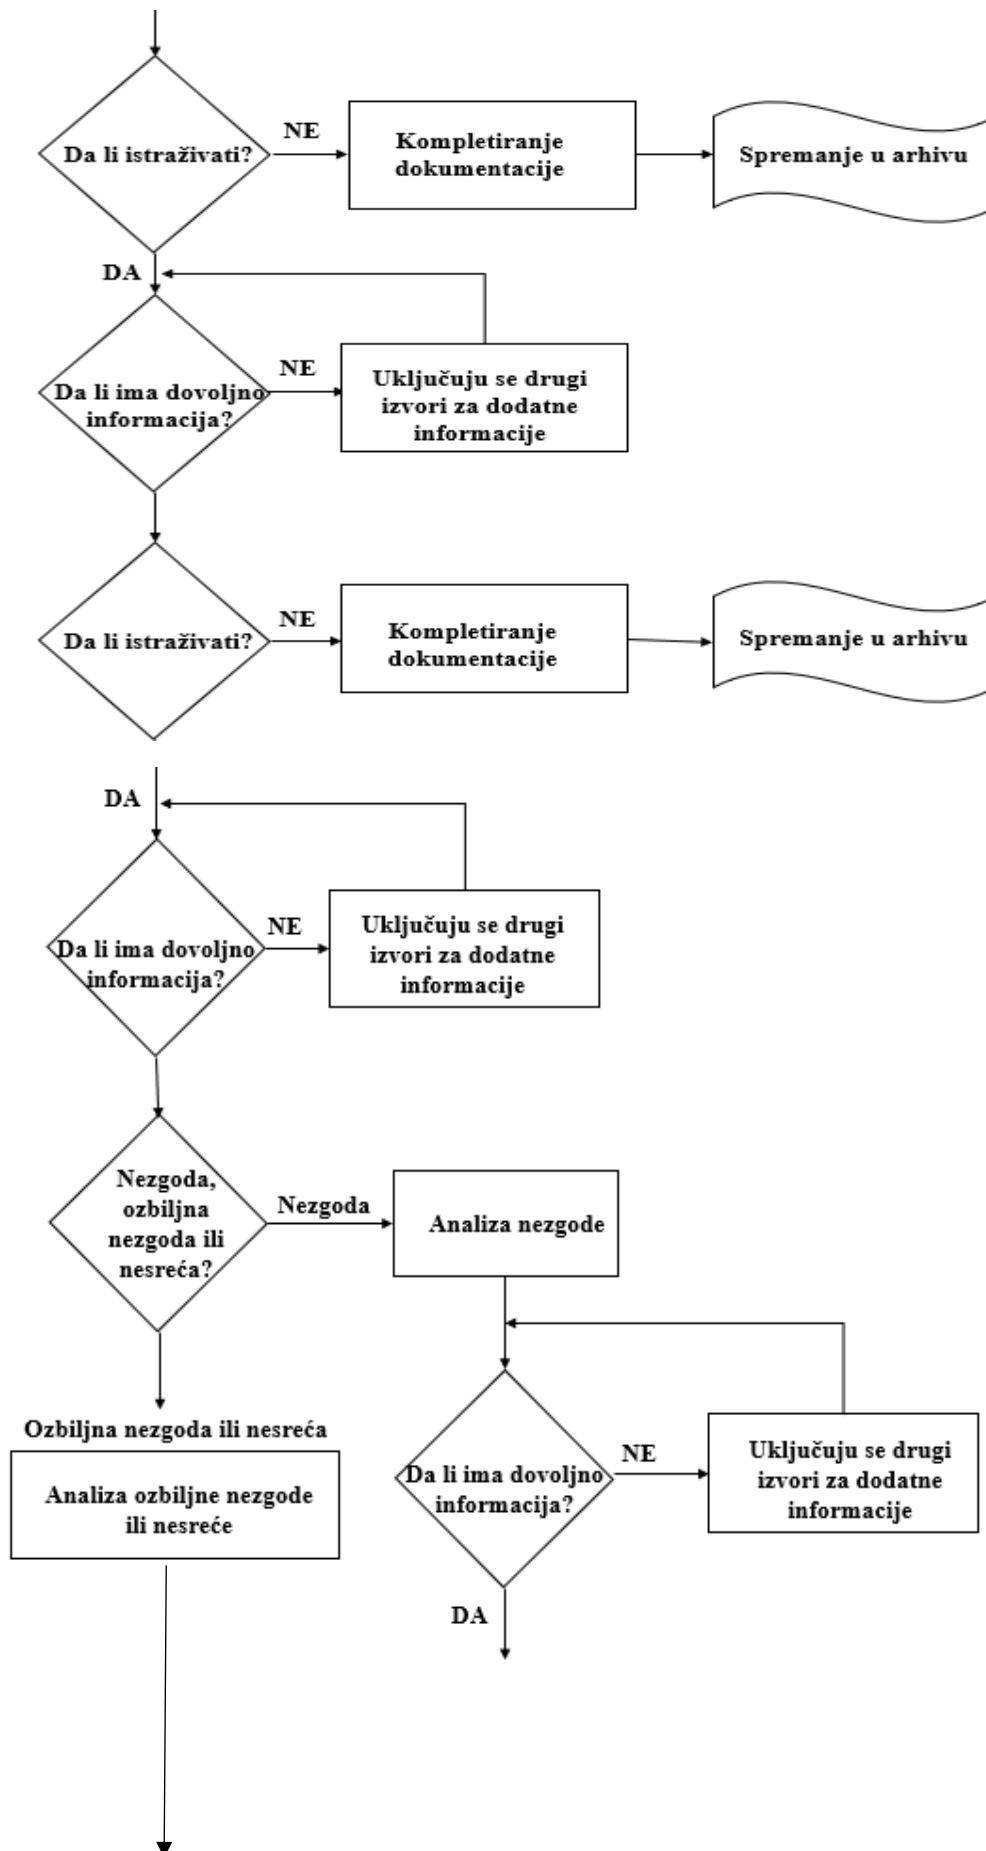 Da li istraživati?
NE
Kompletiranje
dokumentacije
Spremanje u arhivu
DA
Da li ima dovoljno
informacija?
NE
Uključuju se drugi
izvori za dodatne
informacije
Da li istraživati?
NE
Kompletiranje
dokumentacije
Spremanje u arhivu
DA
Da li ima dovoljno
informacija?
NE
Uključuju se drugi
izvori za dodatne
informacije
Nezgoda,
ozbiljna
nezgoda ili
nesreća?
Nezgoda
Analiza nezgode
Ozbiljna nezgoda ili nesreća
Analiza ozbiljne nezgode
ili nesreće
Da li ima dovoljno
informacija?
NE
Uključuju se drugi
izvori za dodatne
informacije
DA